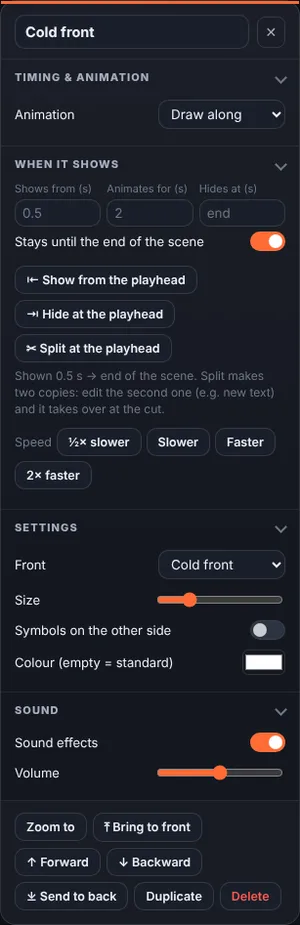 Cold front ✕
TIMING & ANIMATION
Animation Draw along
WHEN IT SHOWS
Shows from (s) Animates for (s) Hides at (s)
0.5 2 end
Stays until the end of the scene
⇤ Show from the playhead
⇥ Hide at the playhead
✂ Split at the playhead
Shown 0.5 s → end of the scene. Split makes
two copies: edit the second one (e.g. new text)
and it takes over at the cut.
Speed ½× slower Slower Faster
2× faster
SETTINGS
Front Cold front
Size
Symbols on the other side
Colour (empty = standard)
SOUND
Sound effects
Volume
Zoom to ⤒ Bring to front
↑ Forward ↓ Backward
⤓ Send to back Duplicate Delete